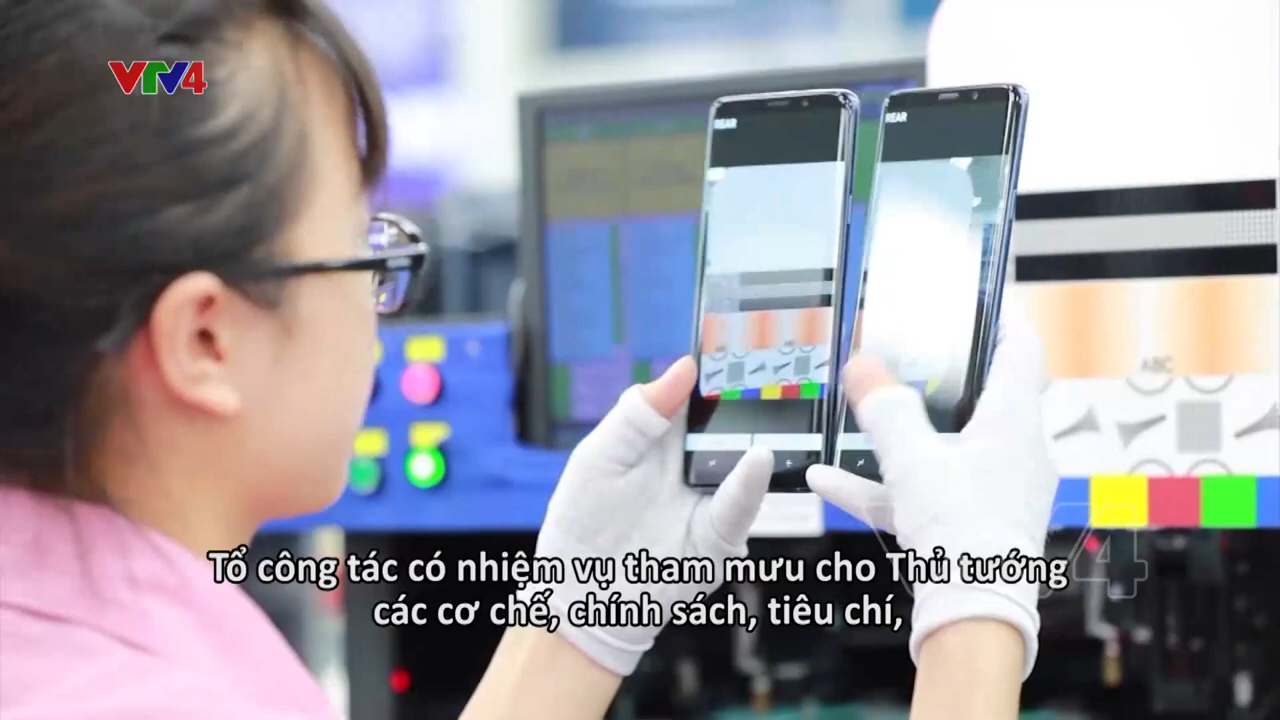 VTV4
REAR
REAR
ABC
Tổ công tác có nhiệm vụ tham mưu cho Thủ tướng
các cơ chế, chính sách, tiêu chí,